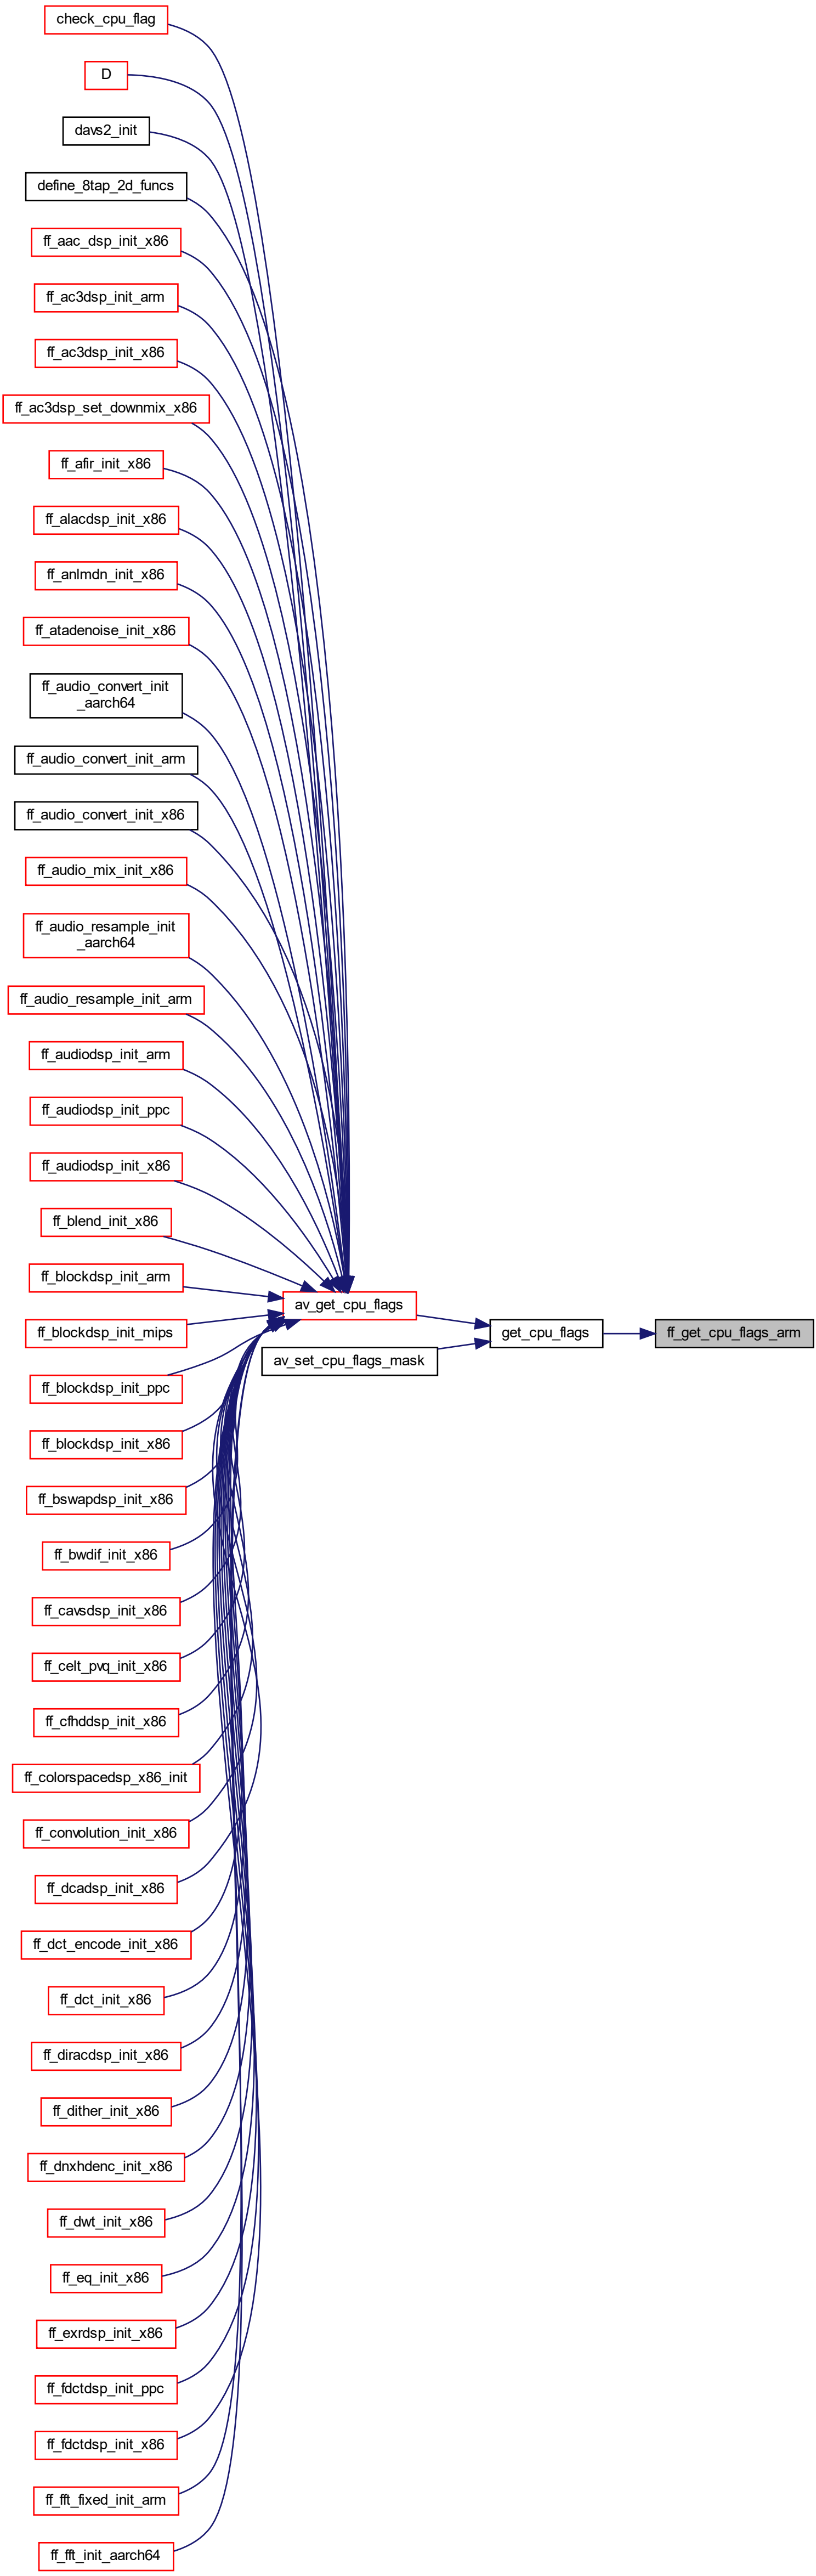 check_cpu_flag
D
davs2_init
define_8tap_2d_funcs
ff_aac_dsp_init_x86
ff_ac3dsp_init_arm
ff_ac3dsp_init_x86
ff_ac3dsp_set_downmix_x86
ff_afir_init_x86
ff_alacdsp_init_x86
ff_anlmdn_init_x86
ff_atadenoise_init_x86
ff_audio_convert_init
_aarch64
ff_audio_convert_init_arm
ff_audio_convert_init_x86
ff_audio_mix_init_x86
ff_audio_resample_init
_aarch64
ff_audio_resample_init_arm
ff_audiodsp_init_arm
ff_audiodsp_init_ppc
ff_audiodsp_init_x86
ff_blend_init_x86
ff_blockdsp_init_arm
ff_blockdsp_init_mips
ff_blockdsp_init_ppc
ff_blockdsp_init_x86
ff_bswapdsp_init_x86
ff_bwdif_init_x86
ff_cavsdsp_init_x86
ff_celt_pvq_init_x86
ff_cfhddsp_init_x86
ff_colorspacedsp_x86_init
ff_convolution_init_x86
ff_dcadsp_init_x86
ff_dct_encode_init_x86
ff_dct_init_x86
ff_diracdsp_init_x86
ff_dither_init_x86
ff_dnxhdenc_init_x86
ff_dwt_init_x86
ff_eq_init_x86
ff_exrdsp_init_x86
ff_fdctdsp_init_ppc
ff_fdctdsp_init_x86
ff_fft_fixed_init_arm
ff_fft_init_aarch64
av_get_cpu_flags
av_set_cpu_flags_mask
get_cpu_flags
ff_get_cpu_flags_arm